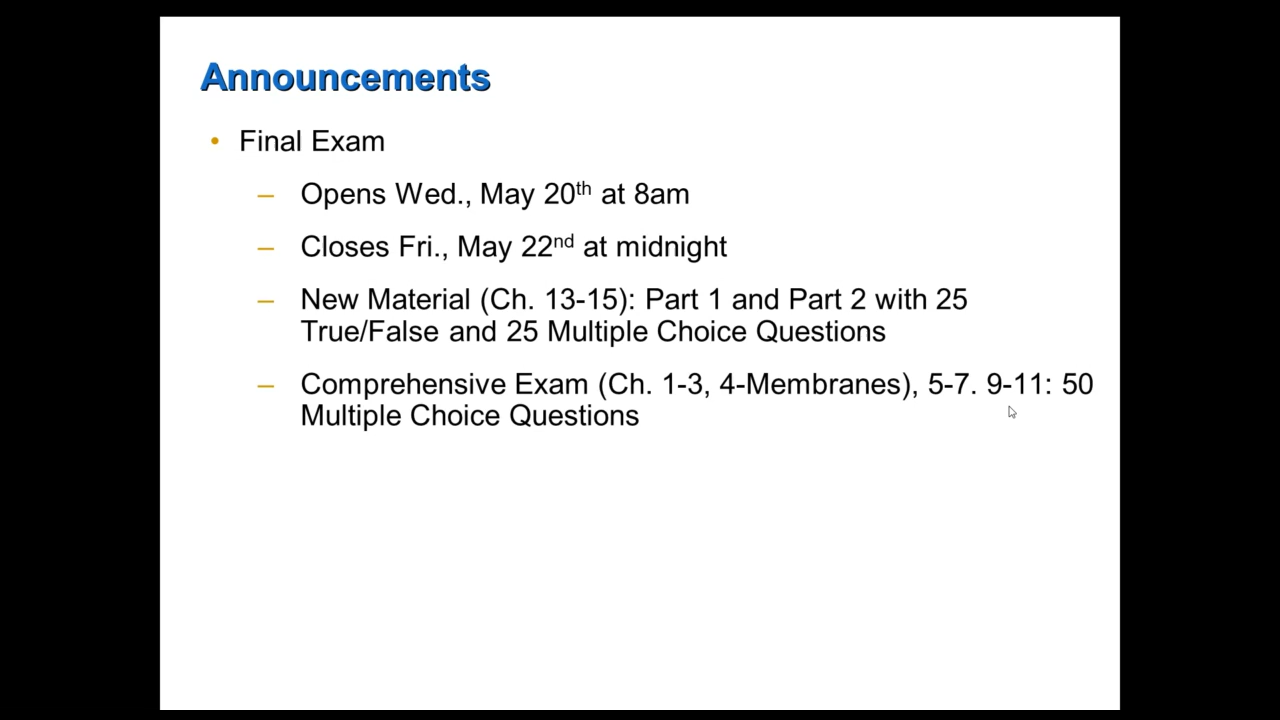 Announcements
• Final Exam
– Opens Wed., May 20th at 8am
– Closes Fri., May 22nd at midnight
– New Material (Ch. 13-15): Part 1 and Part 2 with 25
True/False and 25 Multiple Choice Questions
– Comprehensive Exam (Ch. 1-3, 4-Membranes), 5-7. 9-11: 50
Multiple Choice Questions